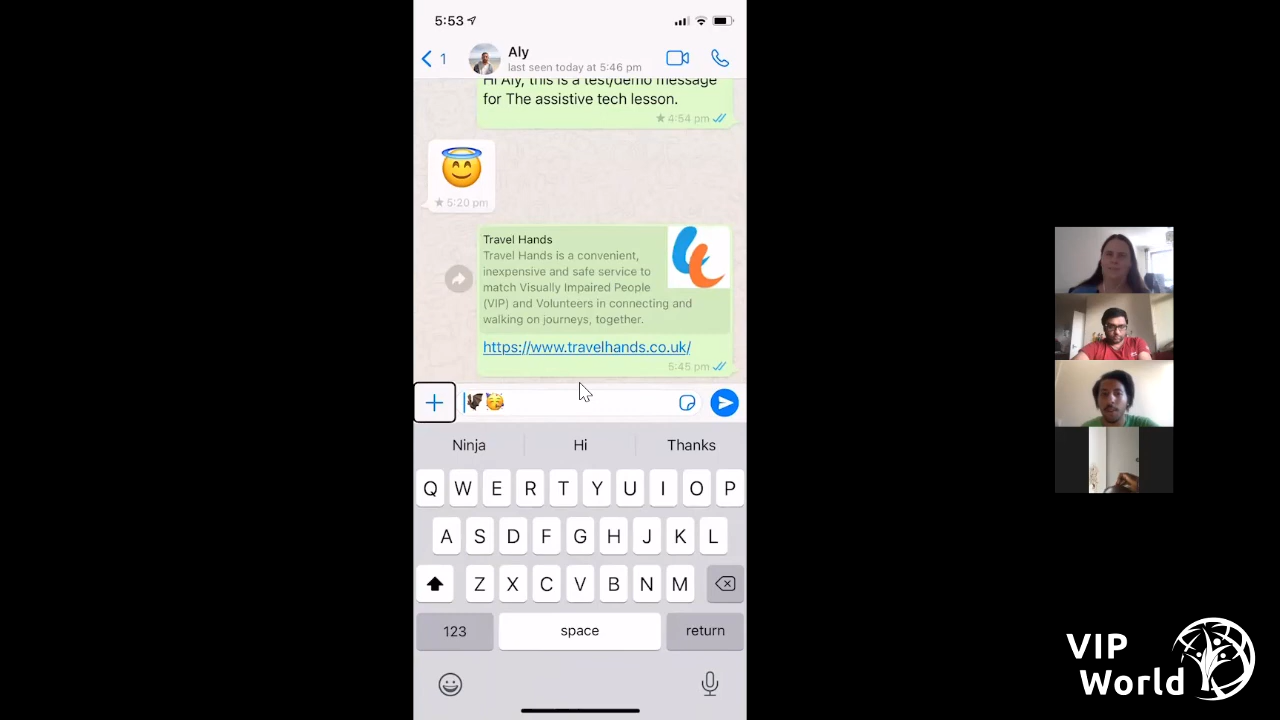 5:53
1
Aly
last seen today at 5:46 pm
Hi Aly, this is a test/demo message
for The assistive tech lesson.
4:54 pm
😇
5:20 pm
Travel Hands
Travel Hands is a convenient,
inexpensive and safe service to
match Visually Impaired People
(VIP) and Volunteers in connecting and
walking on journeys, together.
https://www.travelhands.co.uk/
5:45 pm
🦇🥳
Ninja Hi Thanks
Q W E R T Y U I O P
A S D F G H J K L
Z X C V B N M
123 space return
VIP
World